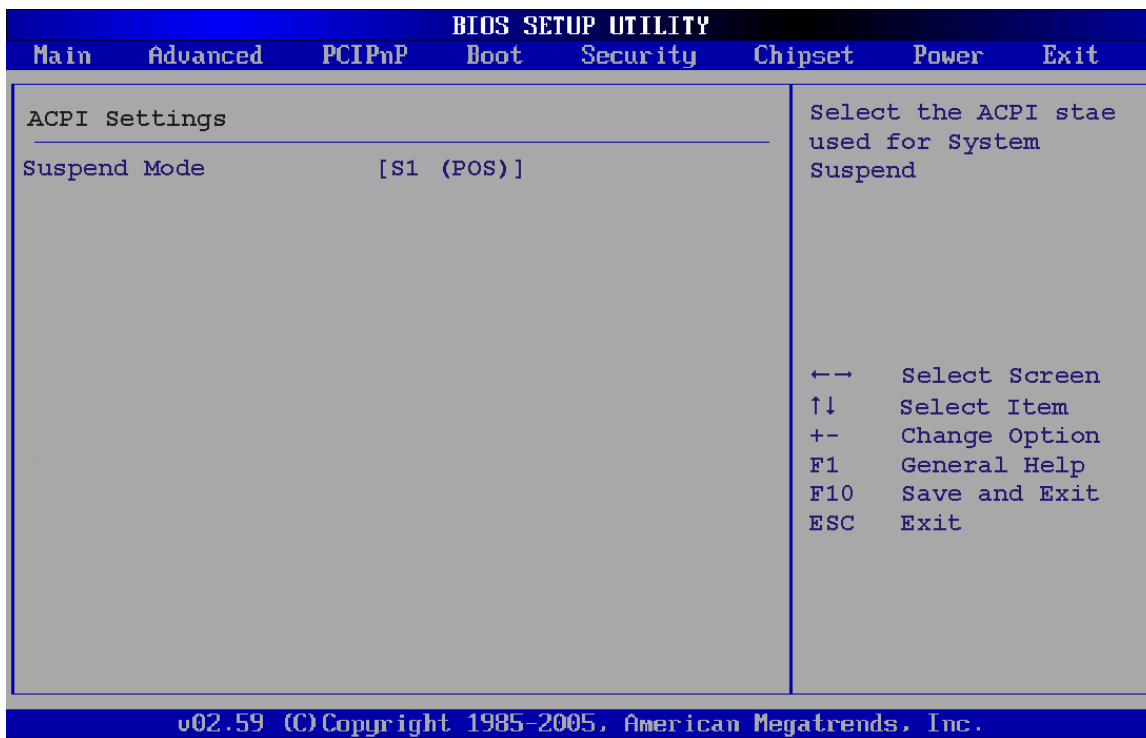 BIOS SETUP UTILITY
Main Advanced PCIPnP Boot Security Chipset Power Exit
ACPI Settings
Suspend Mode [S1 (POS)]
Select the ACPI stae
used for System
Suspend
←→ Select Screen
↑↓ Select Item
+- Change Option
F1 General Help
F10 Save and Exit
ESC Exit
v02.59 (C)Copyright 1985-2005, American Megatrends, Inc.